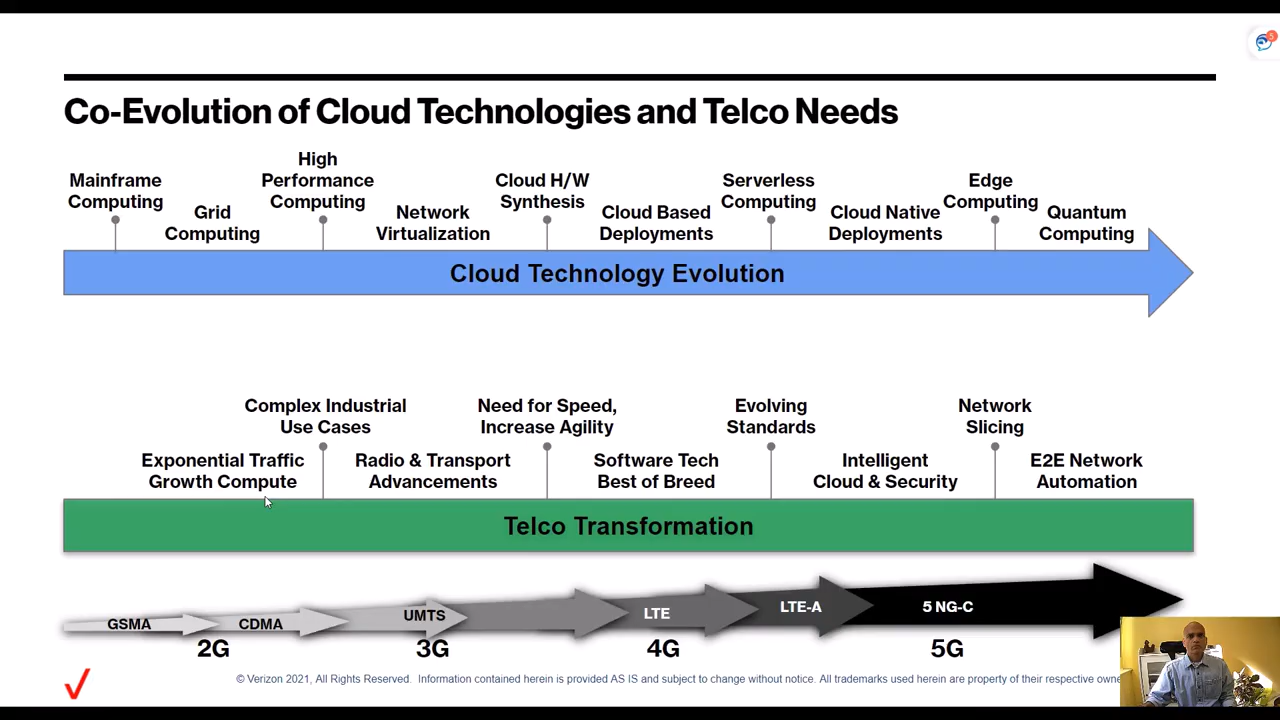 5
Co-Evolution of Cloud Technologies and Telco Needs
Mainframe
Computing
Grid
Computing
High
Performance
Computing
Network
Virtualization
Cloud H/W
Synthesis
Cloud Based
Deployments
Serverless
Computing
Cloud Native
Deployments
Edge
Computing
Quantum
Computing
Cloud Technology Evolution
Exponential Traffic
Growth Compute
Complex Industrial
Use Cases
Radio & Transport
Advancements
Need for Speed,
Increase Agility
Software Tech
Best of Breed
Evolving
Standards
Intelligent
Cloud & Security
Network
Slicing
E2E Network
Automation
Telco Transformation
GSMA
CDMA
UMTS
LTE
LTE-A
5 NG-C
2G
3G
4G
5G
© Verizon 2021, All Rights Reserved. Information contained herein is provided AS IS and subject to change without notice. All trademarks used herein are property of their respective